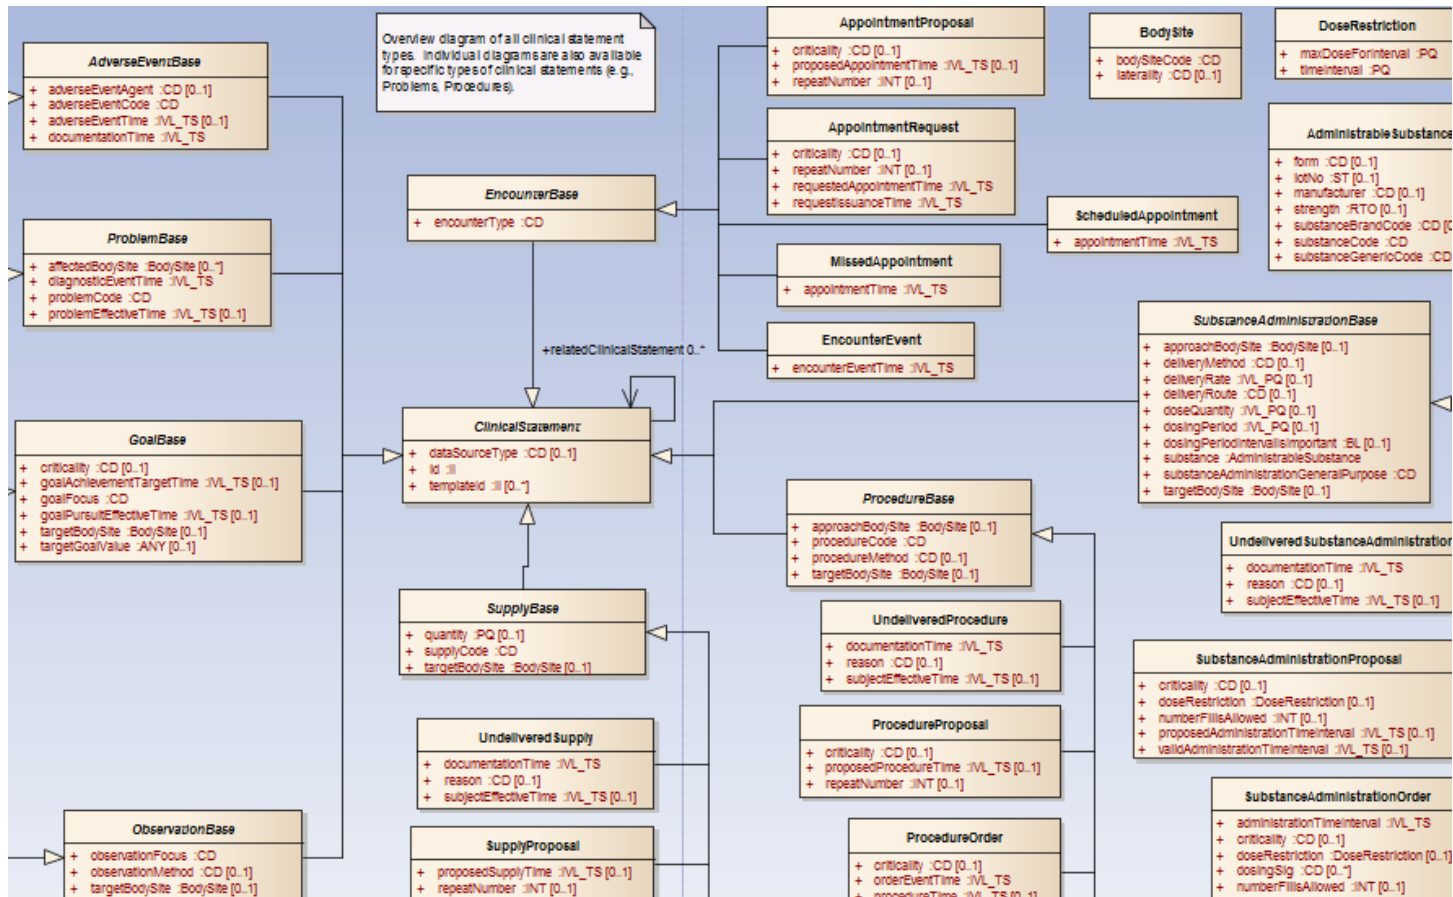 AdverseEventBase
+ adverseEventAgent :CD [0..1]
+ adverseEventCode :CD
+ adverseEventTime :IVL_TS [0..1]
+ documentationTime :IVL_TS
ProblemBase
+ affectedBodySite :BodySite [0..*]
+ diagnosticEventTime :IVL_TS
+ problemCode :CD
+ problemEffectiveTime :IVL_TS [0..1]
GoalBase
+ criticality :CD [0..1]
+ goalAchievementTargetTime :IVL_TS [0..1]
+ goalFocus :CD
+ goalPursuitEffectiveTime :IVL_TS [0..1]
+ targetBodySite :BodySite [0..1]
+ targetGoalValue :ANY [0..1]
ObservationBase
+ observationFocus :CD
+ observationMethod :CD [0..1]
+ targetBodySite :BodySite [0..1]
Overview diagram of all clinical statement
types. Individual diagrams are also available
for specific types of clinical statements (e.g.,
Problems, Procedures).
EncounterBase
+ encounterType :CD
+relatedClinicalStatement 0..*
ClinicalStatement
+ dataSourceType :CD [0..1]
+ id :II
+ templateId :II [0..*]
SupplyBase
+ quantity :PQ [0..1]
+ supplyCode :CD
+ targetBodySite :BodySite [0..1]
UndeliveredSupply
+ documentationTime :IVL_TS
+ reason :CD [0..1]
+ subjectEffectiveTime :IVL_TS [0..1]
SupplyProposal
+ proposedSupplyTime :IVL_TS [0..1]
+ repeatNumber :INT [0..1]
AppointmentProposal
+ criticality :CD [0..1]
+ proposedAppointmentTime :IVL_TS [0..1]
+ repeatNumber :INT [0..1]
AppointmentRequest
+ criticality :CD [0..1]
+ repeatNumber :INT [0..1]
+ requestedAppointmentTime :IVL_TS
+ requestIssuanceTime :IVL_TS
ScheduledAppointment
+ appointmentTime :IVL_TS
MissedAppointment
+ appointmentTime :IVL_TS
EncounterEvent
+ encounterEventTime :IVL_TS
ProcedureBase
+ approachBodySite :BodySite [0..1]
+ procedureCode :CD
+ procedureMethod :CD [0..1]
+ targetBodySite :BodySite [0..1]
UndeliveredProcedure
+ documentationTime :IVL_TS
+ reason :CD [0..1]
+ subjectEffectiveTime :IVL_TS [0..1]
ProcedureProposal
+ criticality :CD [0..1]
+ proposedProcedureTime :IVL_TS [0..1]
+ repeatNumber :INT [0..1]
ProcedureOrder
+ criticality :CD [0..1]
+ orderEventTime :IVL_TS
+ procedureTime :IVL_TS [0..1]
BodySite
+ bodySiteCode :CD
+ laterality :CD [0..1]
DoseRestriction
+ maxDoseForInterval :PQ
+ timeInterval :PQ
AdministrableSubstance
+ form :CD [0..1]
+ lotNo :ST [0..1]
+ manufacturer :CD [0..1]
+ strength :RTO [0..1]
+ substanceBrandCode :CD [0
+ substanceCode :CD
+ substanceGenericCode :CD
SubstanceAdministrationBase
+ approachBodySite :BodySite [0..1]
+ deliveryMethod :CD [0..1]
+ deliveryRate :IVL_PQ [0..1]
+ deliveryRoute :CD [0..1]
+ doseQuantity :IVL_PQ [0..1]
+ dosingPeriod :IVL_PQ [0..1]
+ dosingPeriodIntervalIsImportant :BL [0..1]
+ substance :AdministrableSubstance
+ substanceAdministrationGeneralPurpose :CD
+ targetBodySite :BodySite [0..1]
UndeliveredSubstanceAdministration
+ documentationTime :IVL_TS
+ reason :CD [0..1]
+ subjectEffectiveTime :IVL_TS [0..1]
SubstanceAdministrationProposal
+ criticality :CD [0..1]
+ doseRestriction :DoseRestriction [0..1]
+ numberFillsAllowed :INT [0..1]
+ proposedAdministrationTimeInterval :IVL_TS [0..1]
+ validAdministrationTimeInterval :IVL_TS [0..1]
SubstanceAdministrationOrder
+ administrationTimeInterval :IVL_TS
+ criticality :CD [0..1]
+ doseRestriction :DoseRestriction [0..1]
+ dosingSig :CD [0..*]
+ numberFillsAllowed :INT [0..1]